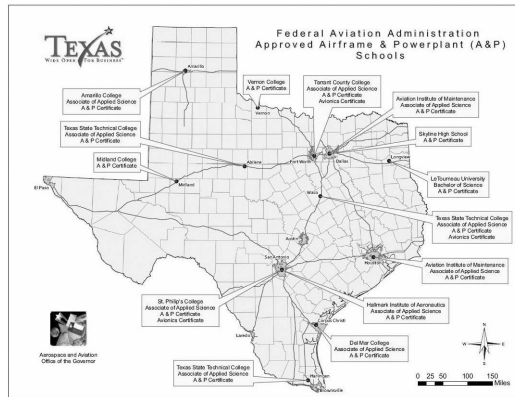 TEXAS
WIDE OPEN FOR BUSINESS
Federal Aviation Administration
Approved Airframe & Powerplant (A&P)
Schools
Amarillo
Amarillo College
Associate of Applied Science
A & P Certificate
Vernon College
A & P Certificate
Vernon
Tarrant County College
Associate of Applied Science
A & P Certificate
Avionics Certificate
Aviation Institute of Maintenance
Associate of Applied Science
A & P Certificate
Skyline High School
A & P Certificate
Texas State Technical College
Associate of Applied Science
A & P Certificate
Midland College
A & P Certificate
Abilene
Fort Worth
Dallas
Longview
LeTourneau University
Bachelor of Science
A & P Certificate
El Paso
Midland
Waco
Texas State Technical College
Associate of Applied Science
A & P Certificate
Avionics Certificate
Austin
San Antonio
Houston
Aviation Institute of Maintenance
Associate of Applied Science
A & P Certificate
St. Philip's College
Associate of Applied Science
A & P Certificate
Avionics Certificate
Hallmark Institute of Aeronautics
Associate of Applied Science
A & P Certificate
Corpus Christi
Laredo
Del Mar College
Associate of Applied Science
A & P Certificate
Aerospace and Aviation
Office of the Governor
Texas State Technical College
Associate of Applied Science
A & P Certificate
Harlingen
Brownsville
N
W
E
S
0 25 50 100 150
Miles